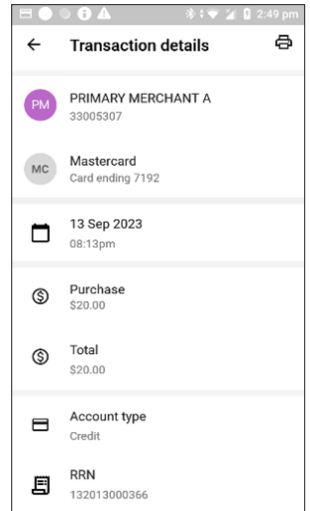 2:49 pm
Transaction details
PM
PRIMARY MERCHANT A
33005307
MC
Mastercard
Card ending 7192
13 Sep 2023
08:13pm
Purchase
$20.00
Total
$20.00
Account type
Credit
RRN
132013000366